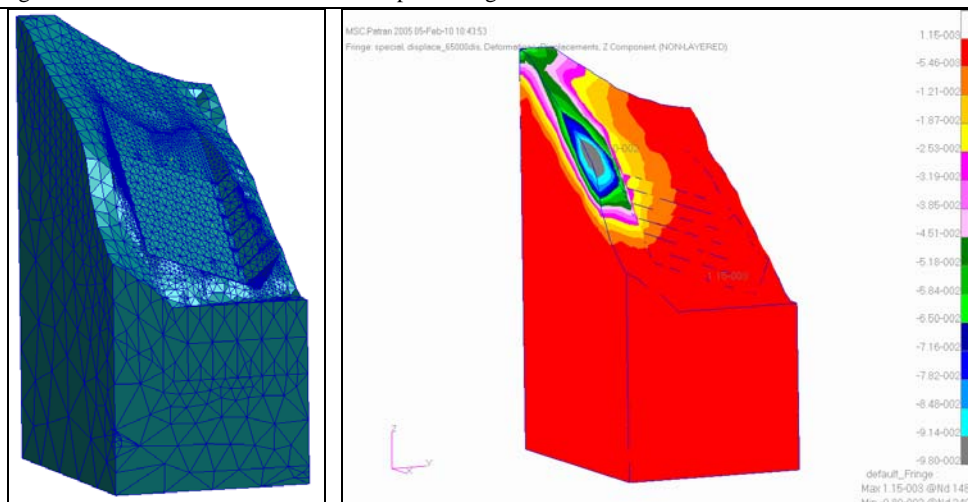 MSC.Patran 2005 05-Feb-10 10:43:53
Fringe: special, displace_65000dis, Deformations, Displacements, Z Component, (NON-LAYERED)
1.15-003
-5.46-003
-1.21-002
-1.87-002
-2.53-002
-3.19-002
-3.85-002
-4.51-002
-5.18-002
-5.84-002
-6.50-002
-7.16-002
-7.82-002
-8.48-002
-9.14-002
-9.80-002
1.15-003
Z
Y
X
default_Fringe :
Max 1.15-003 @Nd 148